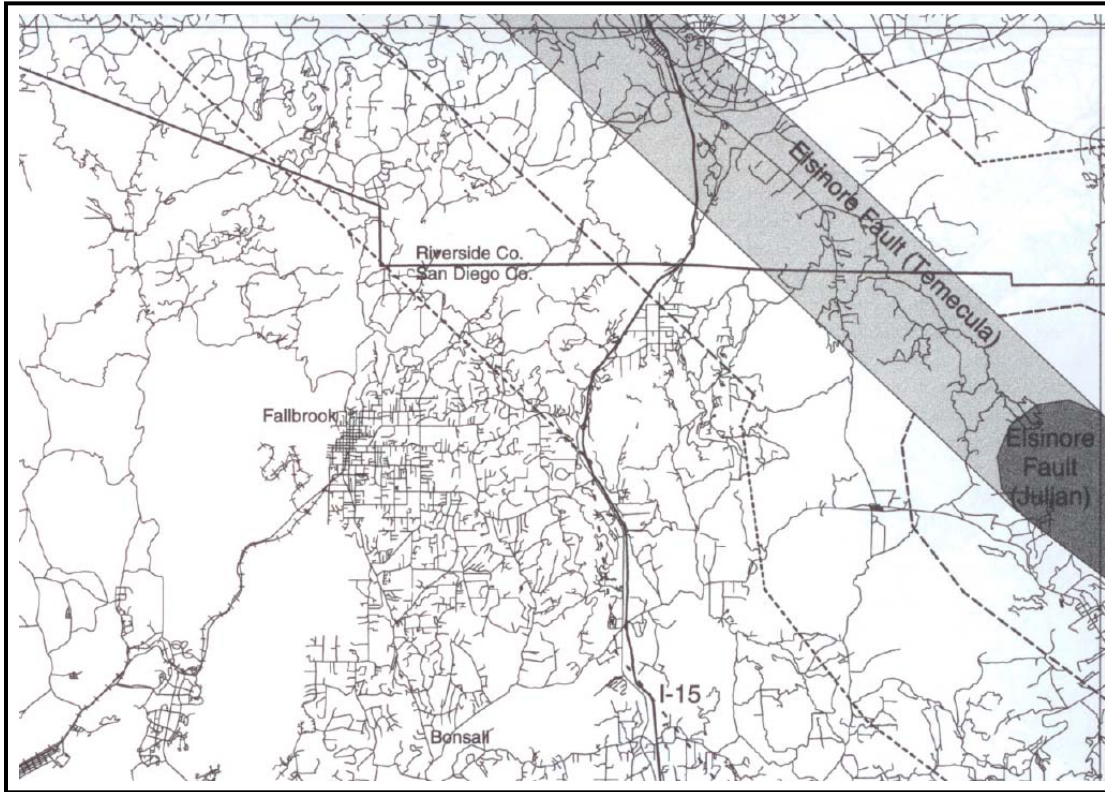 Elsinore Fault (Temecula)
Riverside Co.
San Diego Co.
Fallbrook
Elsinore
Fault
(Julian)
I-15
Bonsall